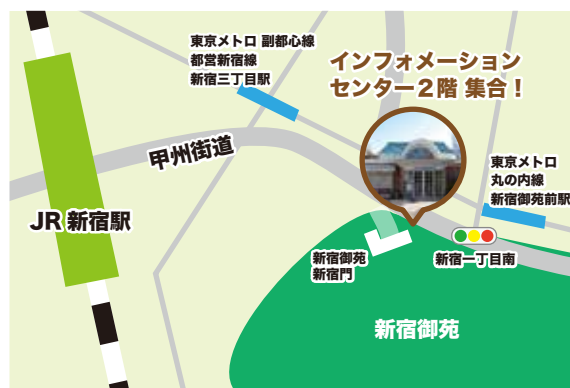 東京メトロ 副都心線
都営新宿線
新宿三丁目駅
インフォメーション
センター2階 集合！
甲州街道
東京メトロ
丸の内線
新宿御苑前駅
JR 新宿駅
新宿御苑
新宿門
新宿一丁目南
新宿御苑